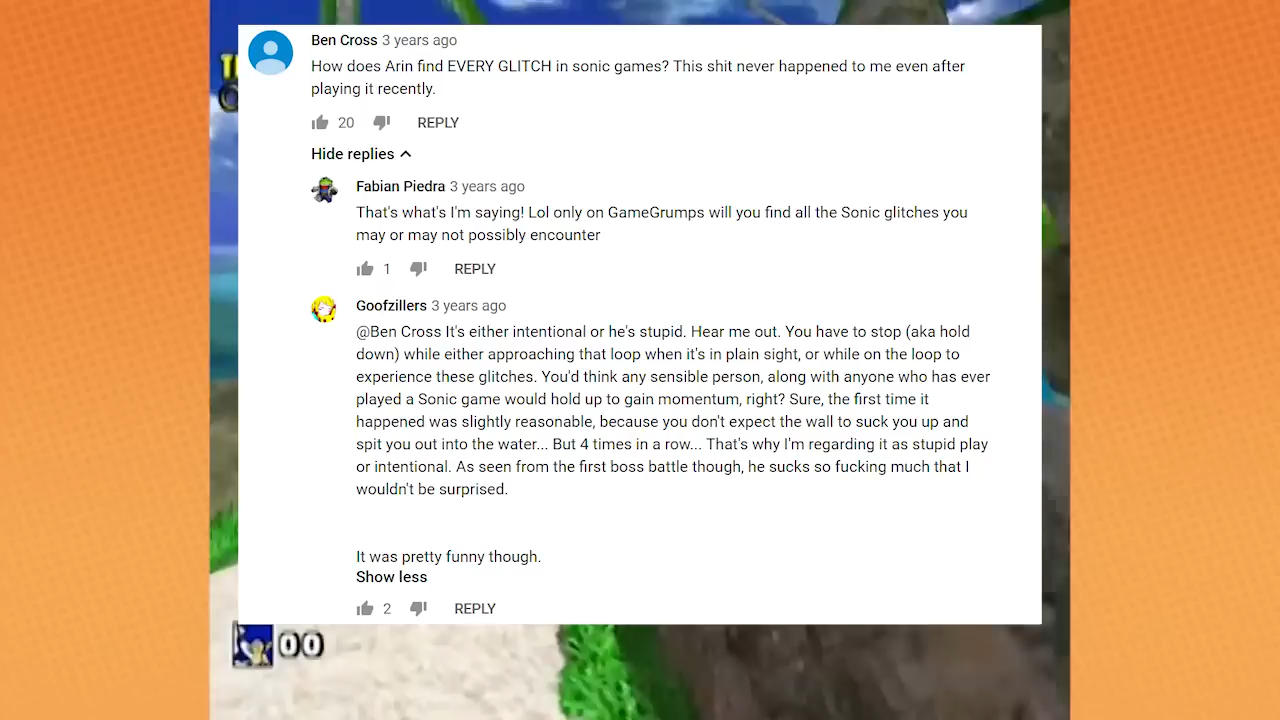 TI
Ben Cross 3 years ago
How does Arin find EVERY GLITCH in sonic games? This shit never happened to me even after
playing it recently.
20 REPLY
Hide replies
Fabian Piedra 3 years ago
That's what's I'm saying! Lol only on GameGrumps will you find all the Sonic glitches you
may or may not possibly encounter
1 REPLY
Goofzillers 3 years ago
@Ben Cross It's either intentional or he's stupid. Hear me out. You have to stop (aka hold
down) while either approaching that loop when it's in plain sight, or while on the loop to
experience these glitches. You'd think any sensible person, along with anyone who has ever
played a Sonic game would hold up to gain momentum, right? Sure, the first time it
happened was slightly reasonable, because you don't expect the wall to suck you up and
spit you out into the water... But 4 times in a row... That's why I'm regarding it as stupid play
or intentional. As seen from the first boss battle though, he sucks so fucking much that I
wouldn't be surprised.
It was pretty funny though.
Show less
2 REPLY
00